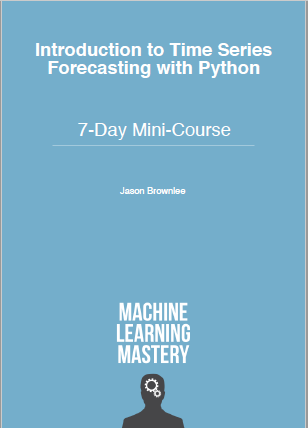 Introduction to Time Series
Forecasting with Python
7-Day Mini-Course
Jason Brownlee
MACHINE
LEARNING
MASTERY